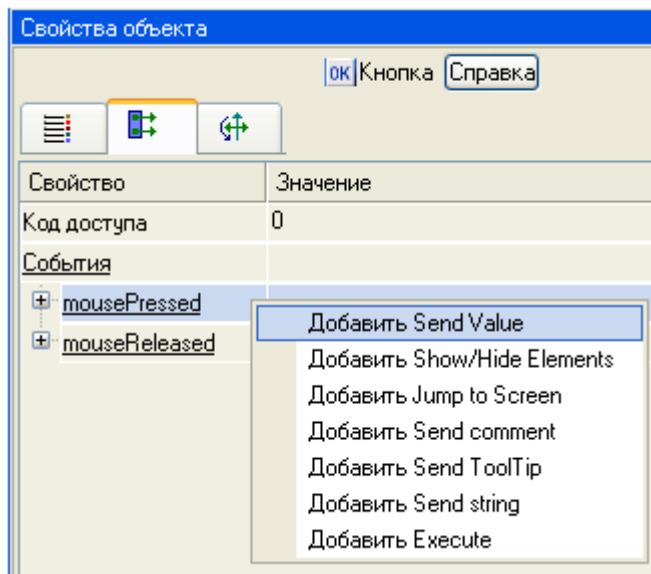 Свойства объекта
OK Кнопка Справка
Свойство Значение
Код доступа 0
События
mousePressed
Добавить Send Value
mouseReleased
Добавить Show/Hide Elements
Добавить Jump to Screen
Добавить Send comment
Добавить Send ToolTip
Добавить Send string
Добавить Execute